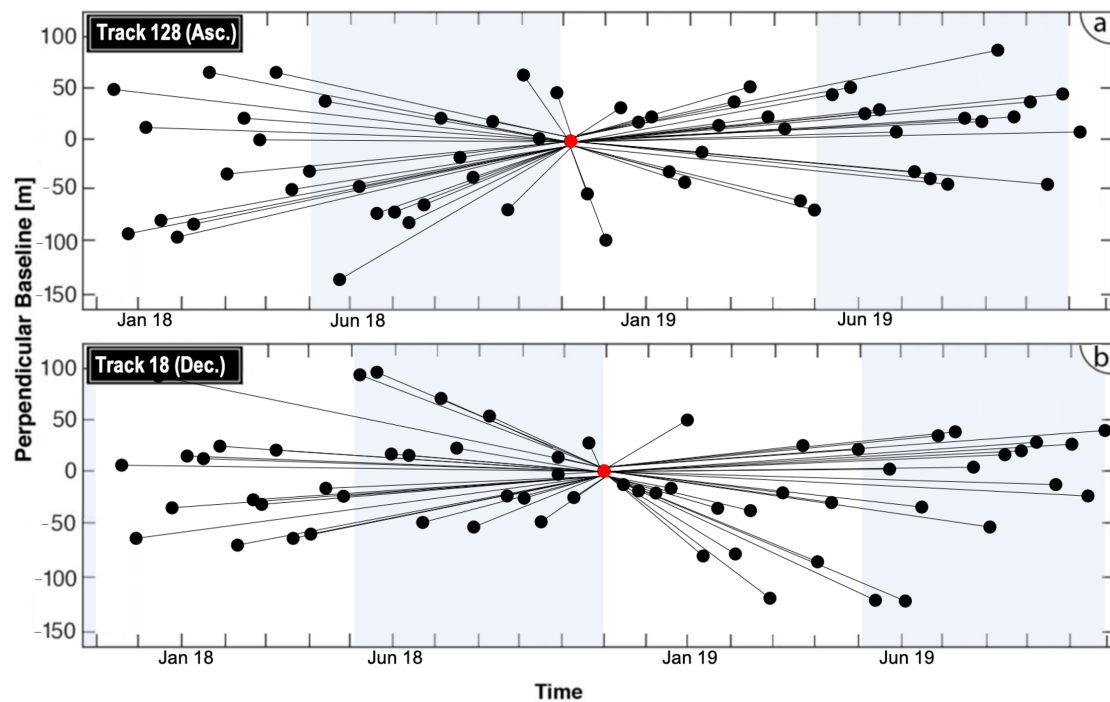 Track 128 (Asc.)
a
100
50
0
-50
-100
-150
Jan 18
Jun 18
Jan 19
Jun 19
Perpendicular Baseline [m]
Track 18 (Dec.)
b
100
50
0
-50
-100
-150
Jan 18
Jun 18
Jan 19
Jun 19
Time